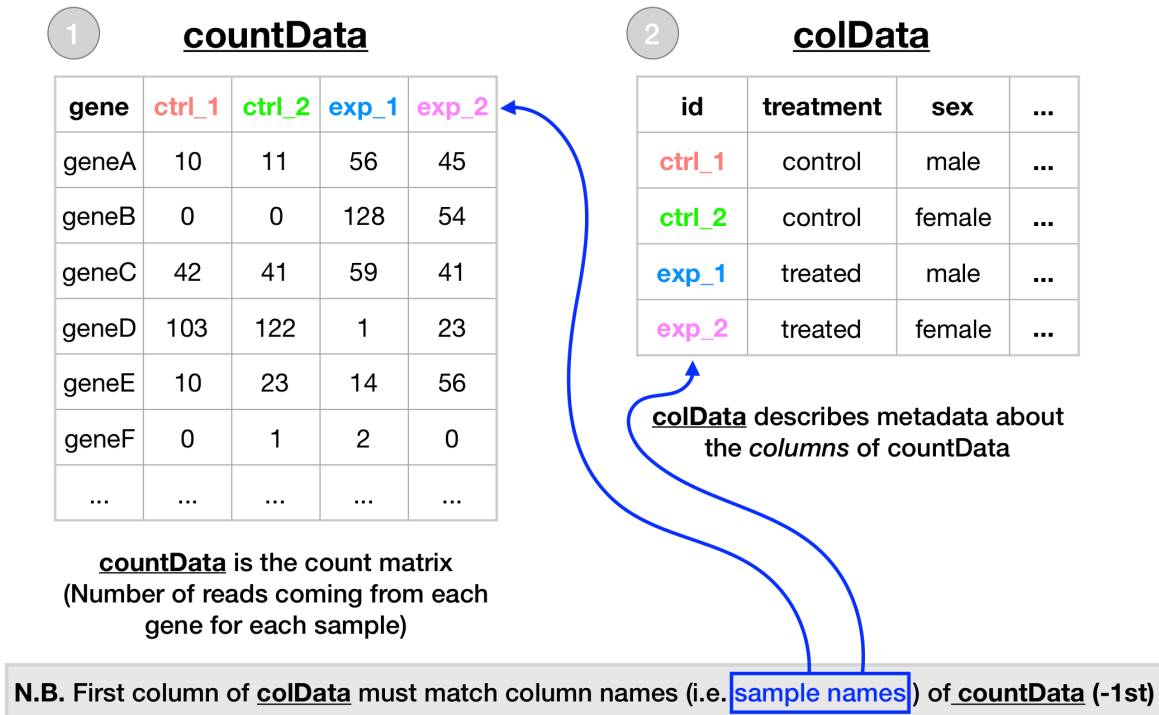 1 countData
gene ctrl_1 ctrl_2 exp_1 exp_2
geneA 10 11 56 45
geneB 0 0 128 54
geneC 42 41 59 41
geneD 103 122 1 23
geneE 10 23 14 56
geneF 0 1 2 0
... ... ... ... ...
countData is the count matrix
(Number of reads coming from each
gene for each sample)
2 colData
id treatment sex ...
ctrl_1 control male ...
ctrl_2 control female ...
exp_1 treated male ...
exp_2 treated female ...
colData describes metadata about
the columns of countData
N.B. First column of colData must match column names (i.e. sample names) of countData (-1st)